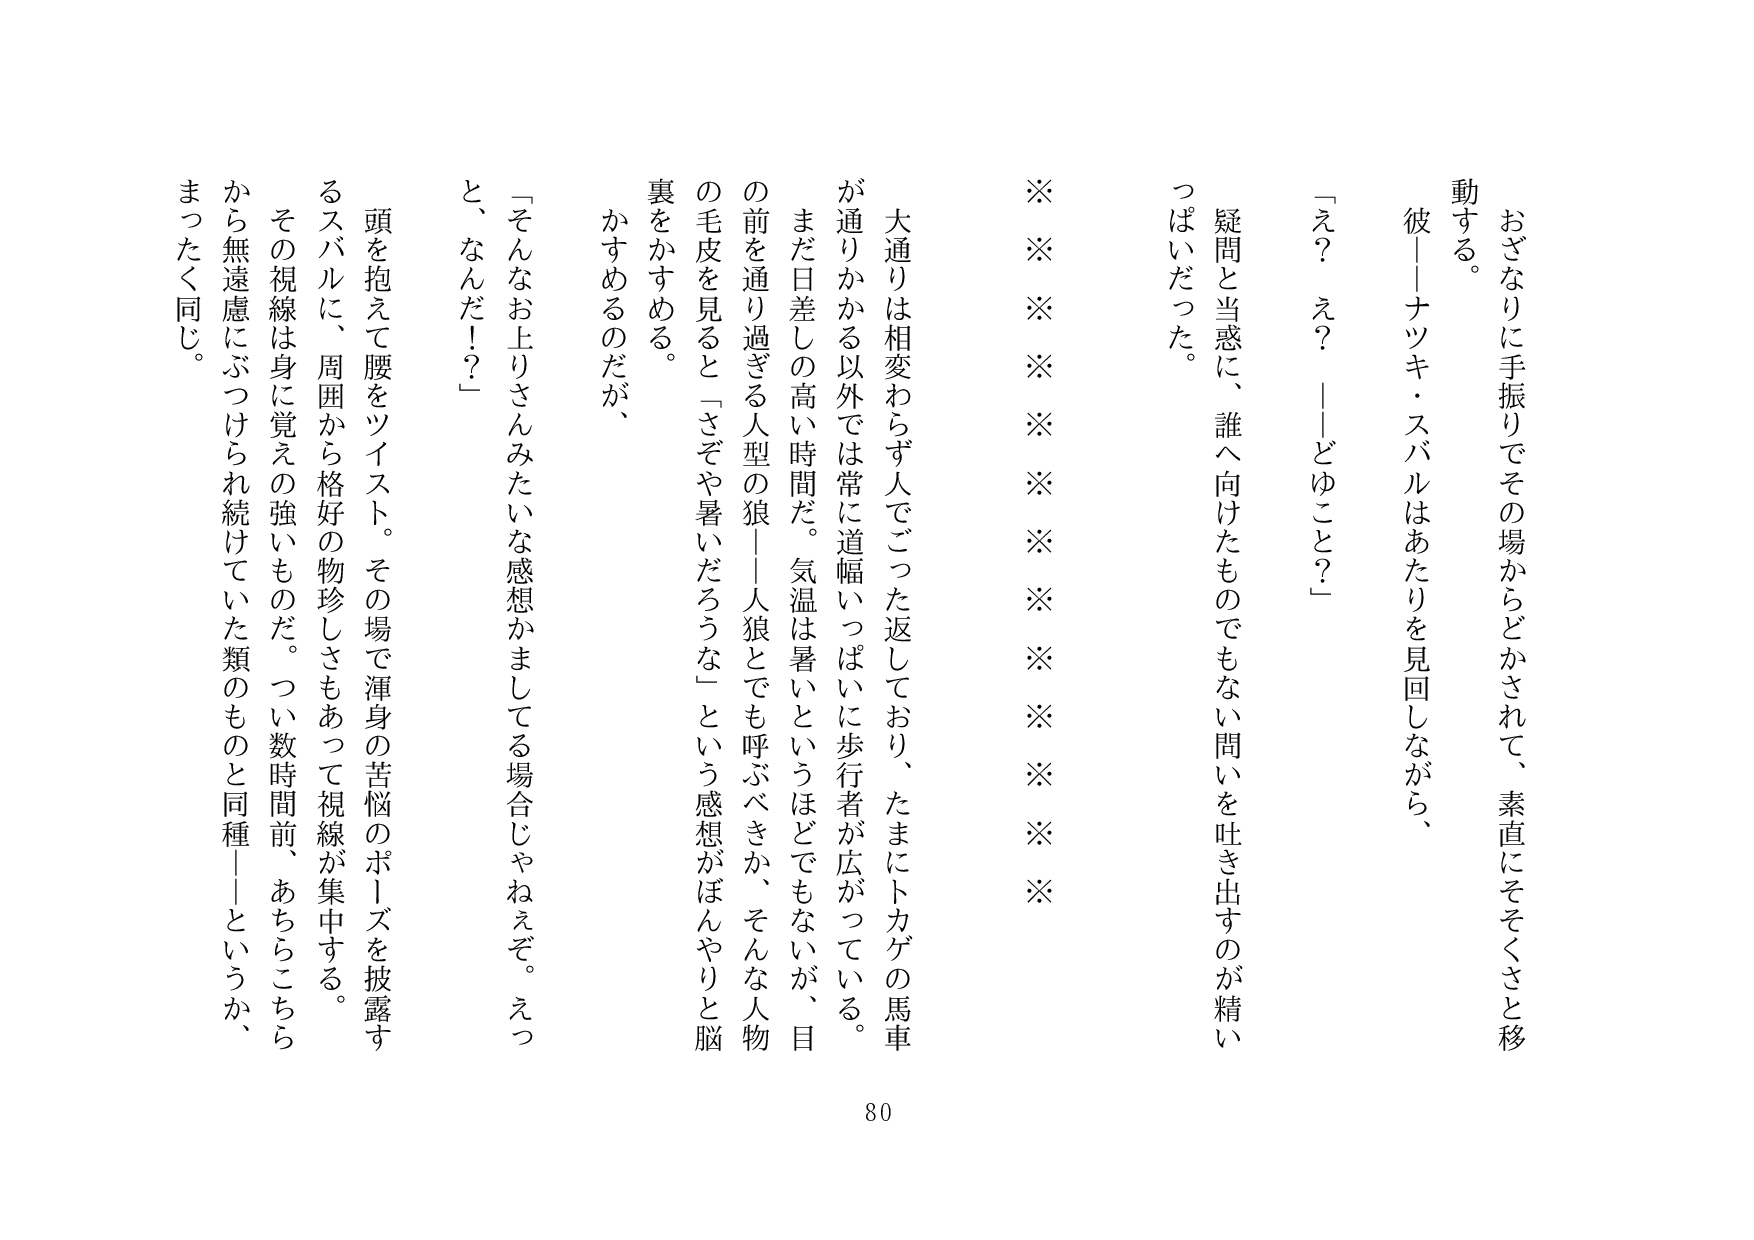 おざなりに手振りでその場からどかされて、素直にそそくさと移
動する。
　彼――ナツキ・スバルはあたりを見回しながら、
「え？　え？　――どゆこと？」
　疑問と当惑に、誰へ向けたものでもない問いを吐き出すのが精い
っぱいだった。
※　※　※　※　※　※　※　※　※　※　※　※　※
　大通りは相変わらず人でごった返しており、たまにトカゲの馬車
が通りかかる以外では常に道幅いっぱいに歩行者が広がっている。
　まだ日差しの高い時間だ。気温は暑いというほどでもないが、目
の前を通り過ぎる人型の狼――人狼とでも呼ぶべきか、そんな人物
の毛皮を見ると「さぞや暑いだろうな」という感想がぼんやりと脳
裏をかすめる。
　かすめるのだが、
「そんなお上りさんみたいな感想かましてる場合じゃねぇぞ。えっ
と、なんだ！？」
　頭を抱えて腰をツイスト。その場で渾身の苦悩のポーズを披露す
るスバルに、周囲から格好の物珍しさもあって視線が集中する。
　その視線は身に覚えの強いものだ。つい数時間前、あちらこちら
から無遠慮にぶつけられ続けていた類のものと同種――というか、
まったく同じ。
80